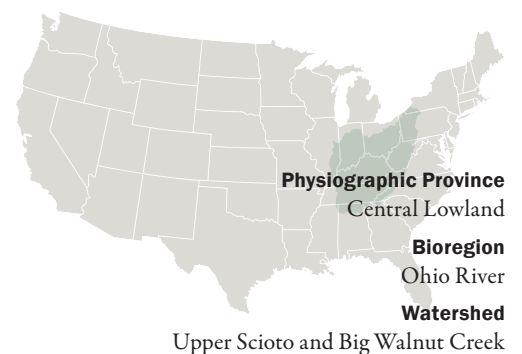 Physiographic Province
Central Lowland
Bioregion
Ohio River
Watershed
Upper Scioto and Big Walnut Creek